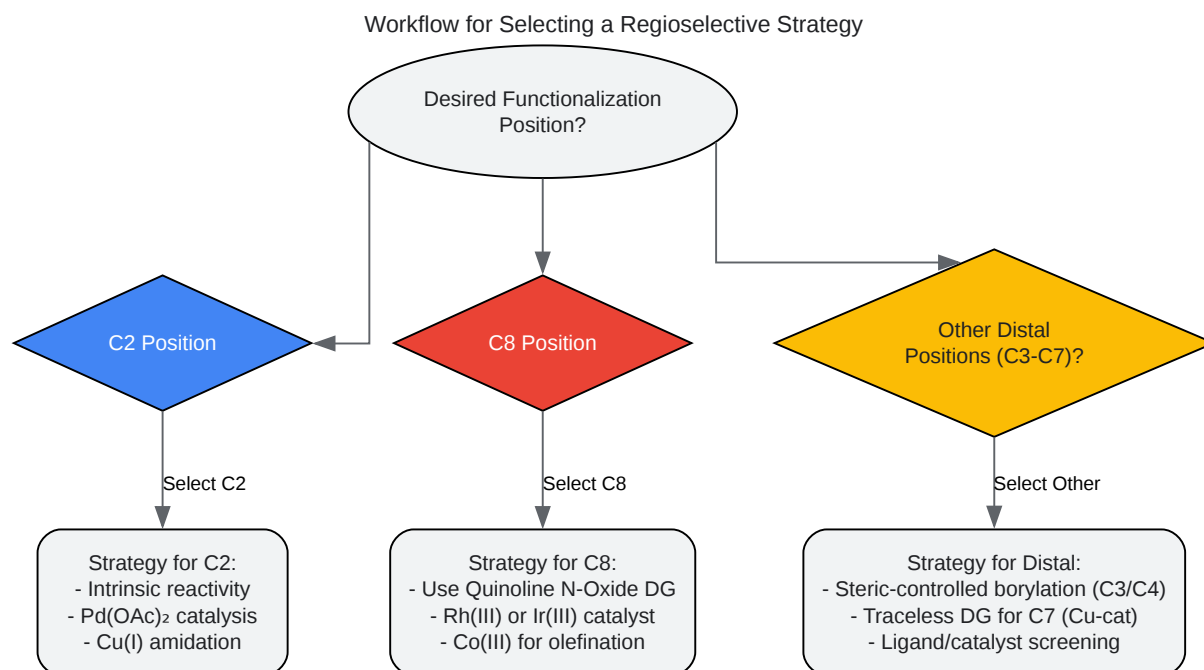 Workflow for Selecting a Regioselective Strategy
Desired Functionalization
Position?
C2 Position
C8 Position
Other Distal
Positions (C3-C7)?
Select C2
Select C8
Select Other
Strategy for C2:
- Intrinsic reactivity
- Pd(OAc)₂ catalysis
- Cu(I) amidation
Strategy for C8:
- Use Quinoline N-Oxide DG
- Rh(III) or Ir(III) catalyst
- Co(III) for olefination
Strategy for Distal:
- Steric-controlled borylation (C3/C4)
- Traceless DG for C7 (Cu-cat)
- Ligand/catalyst screening